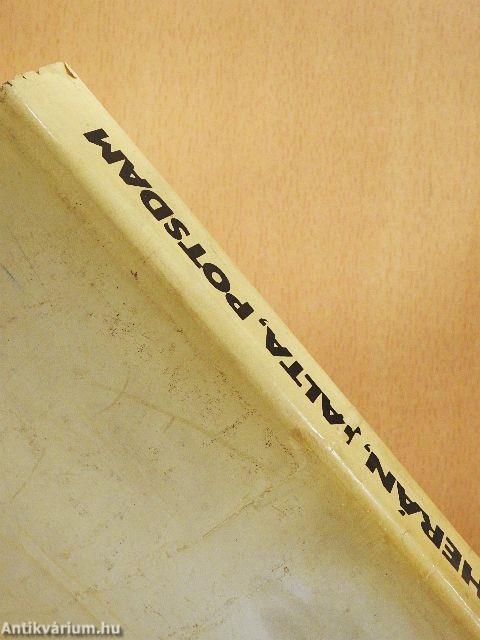 HERÁN, JALTA, POTSDAM
Antikvárium.hu